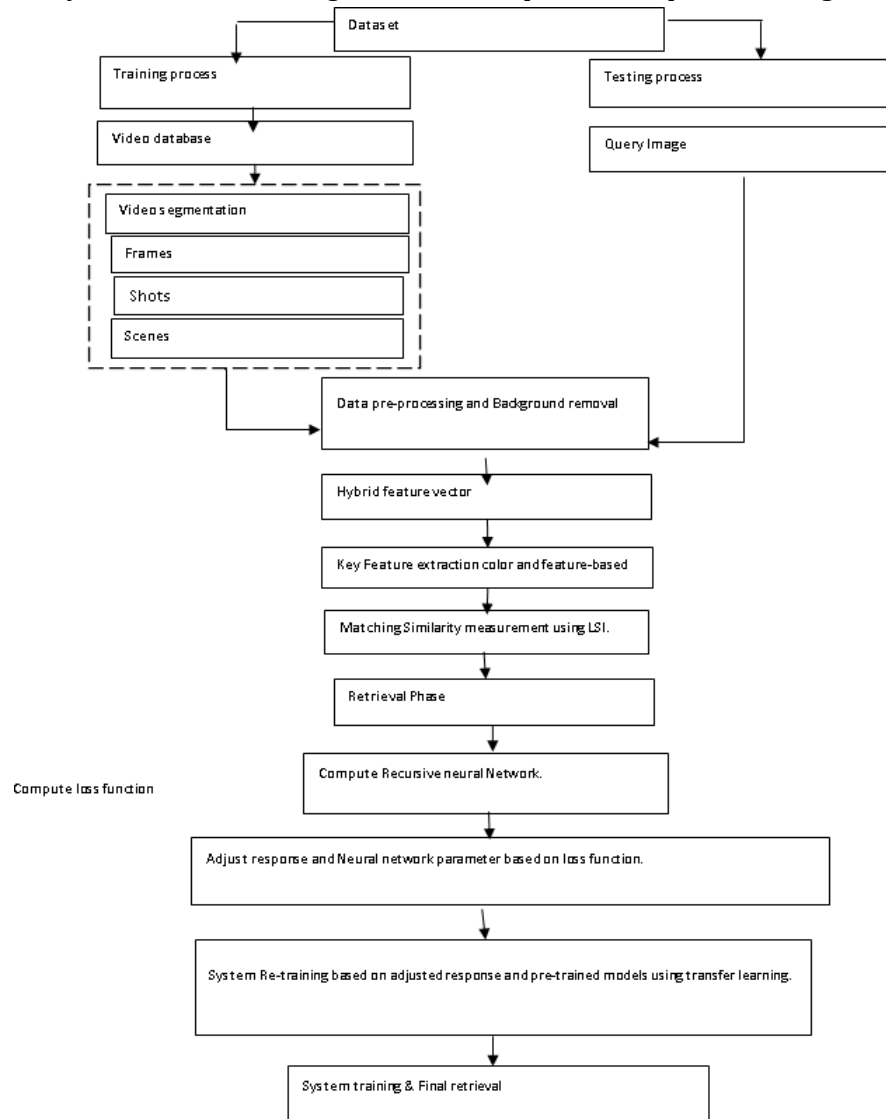 Dataset
Training process
Testing process
Video database
Query Image
Video segmentation
Frames
Shots
Scenes
Data pre-processing and Background removal
Hybrid feature vector
Key Feature extraction color and feature-based
Matching Similarity measurement using LSI.
Retrieval Phase
Compute Recursive neural Network.
Compute loss function
Adjust response and Neural network parameter based on loss function.
System Re-training based on adjusted response and pre-trained models using transfer learning.
System training & Final retrieval